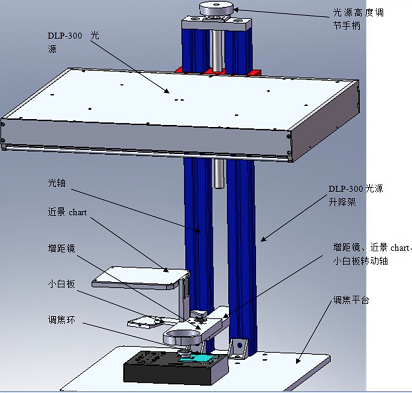 光源高度调
节手柄
DLP-300 光
源
光轴
近景 chart
增距镜
小白板
调焦环
DLP-300 光源
升降架
增距镜、近景 chart、
小白板转动轴
调焦平台